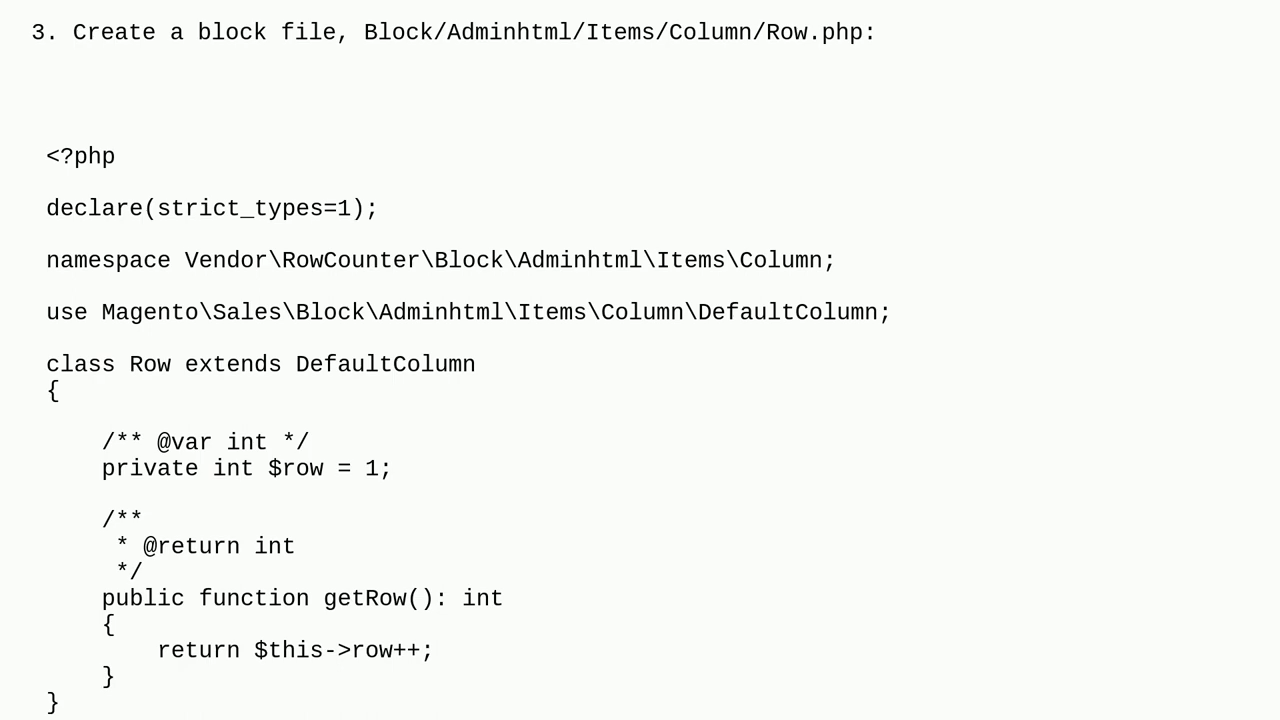 3. Create a block file, Block/Adminhtml/Items/Column/Row.php:
<?php
declare(strict_types=1);
namespace Vendor\RowCounter\Block\Adminhtml\Items\Column;
use Magento\Sales\Block\Adminhtml\Items\Column\DefaultColumn;
class Row extends DefaultColumn
{
    /** @var int */
    private int $row = 1;
    /**
     * @return int
     */
    public function getRow(): int
    {
        return $this->row++;
    }
}